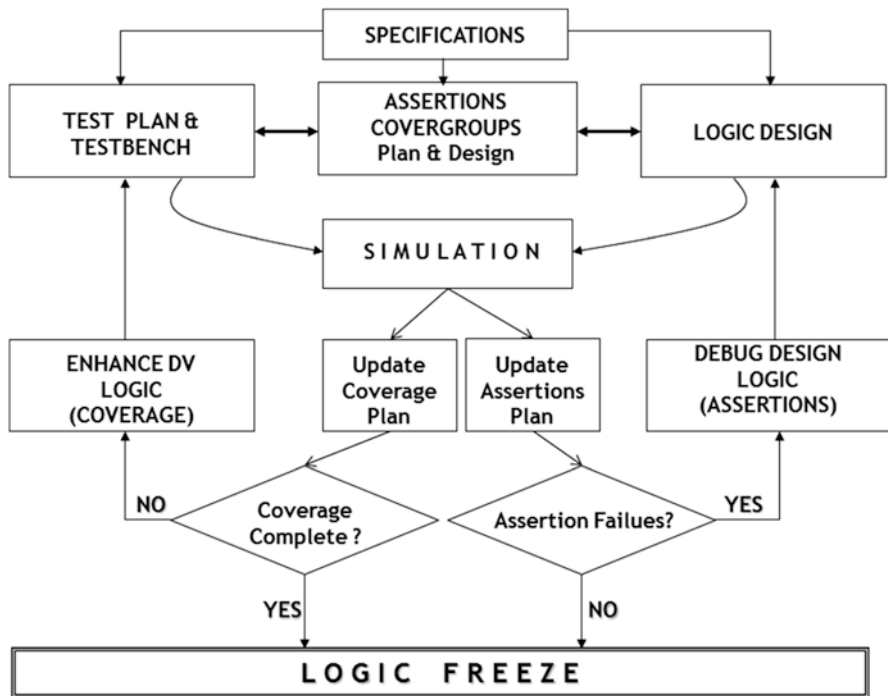 SPECIFICATIONS
TEST PLAN &
TESTBENCH
ASSERTIONS
COVERGROUPS
Plan & Design
LOGIC DESIGN
SIMULATION
ENHANCE DV
LOGIC
(COVERAGE)
Update
Coverage
Plan
Update
Assertions
Plan
DEBUG DESIGN
LOGIC
(ASSERTIONS)
NO
Coverage
Complete ?
Assertion Failues?
YES
YES
NO
LOGIC FREEZE